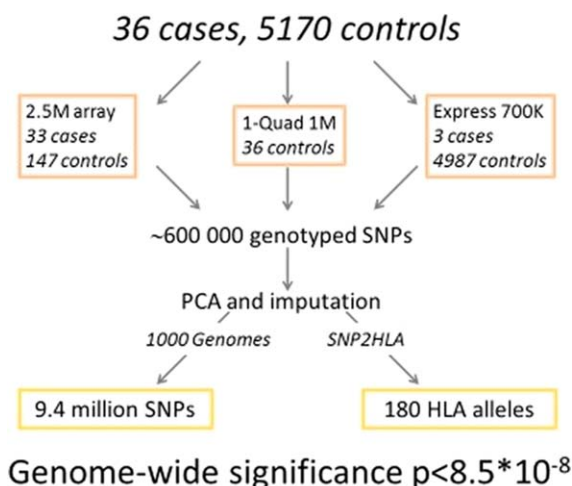 36 cases, 5170 controls
2.5M array
33 cases
147 controls
1-Quad 1M
36 controls
Express 700K
3 cases
4987 controls
~600 000 genotyped SNPs
PCA and imputation
1000 Genomes
SNP2HLA
9.4 million SNPs
180 HLA alleles
Genome-wide significance p<8.5*10⁻⁸